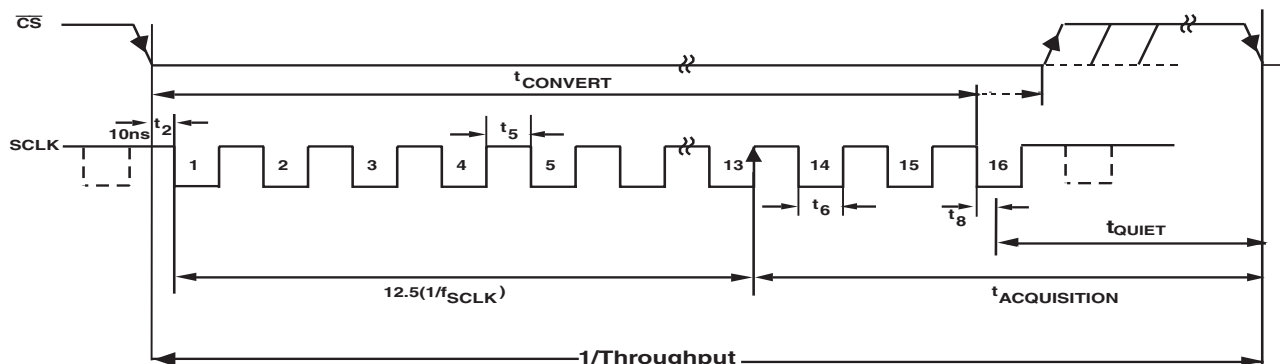 CS
tCONVERT
10ns t2
t5
SCLK
1 2 3 4 5 13 14 15 16
t6
t8
tQUIET
12.5(1/fSCLK)
tACQUISITION
1/Throughput